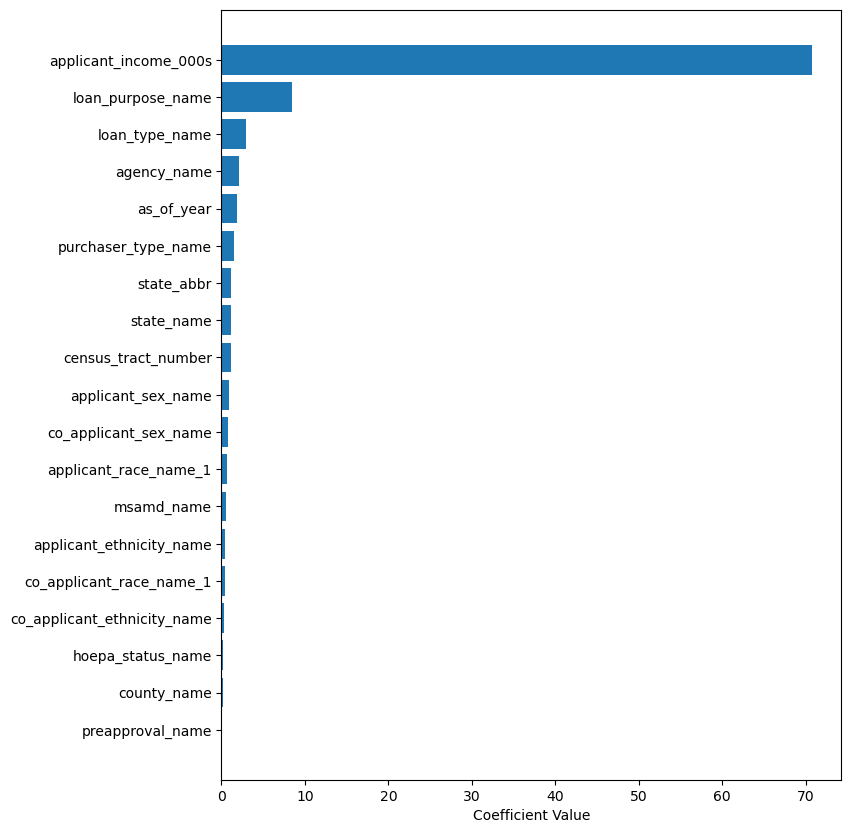 applicant_income_000s
loan_purpose_name
loan_type_name
agency_name
as_of_year
purchaser_type_name
state_abbr
state_name
census_tract_number
applicant_sex_name
co_applicant_sex_name
applicant_race_name_1
msamd_name
applicant_ethnicity_name
co_applicant_race_name_1
co_applicant_ethnicity_name
hoepa_status_name
county_name
preapproval_name
0 10 20 30 40 50 60 70
Coefficient Value